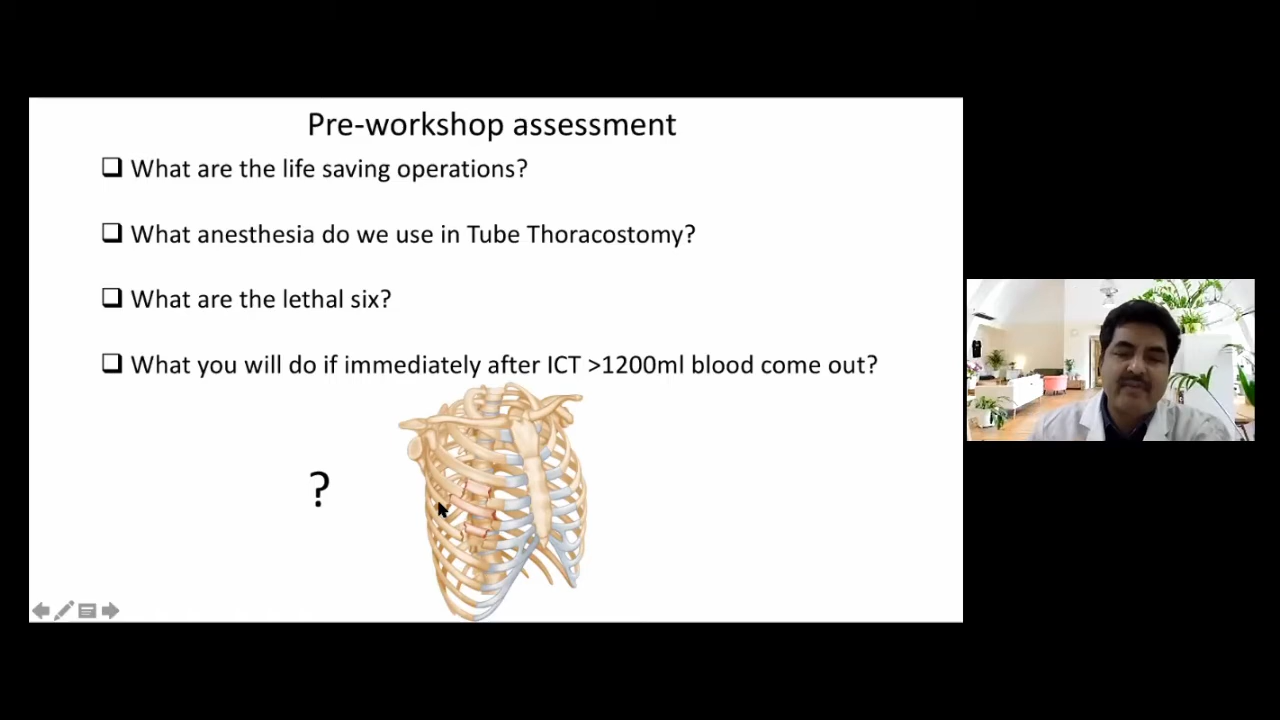 Pre-workshop assessment
What are the life saving operations?
What anesthesia do we use in Tube Thoracostomy?
What are the lethal six?
What you will do if immediately after ICT >1200ml blood come out?
?